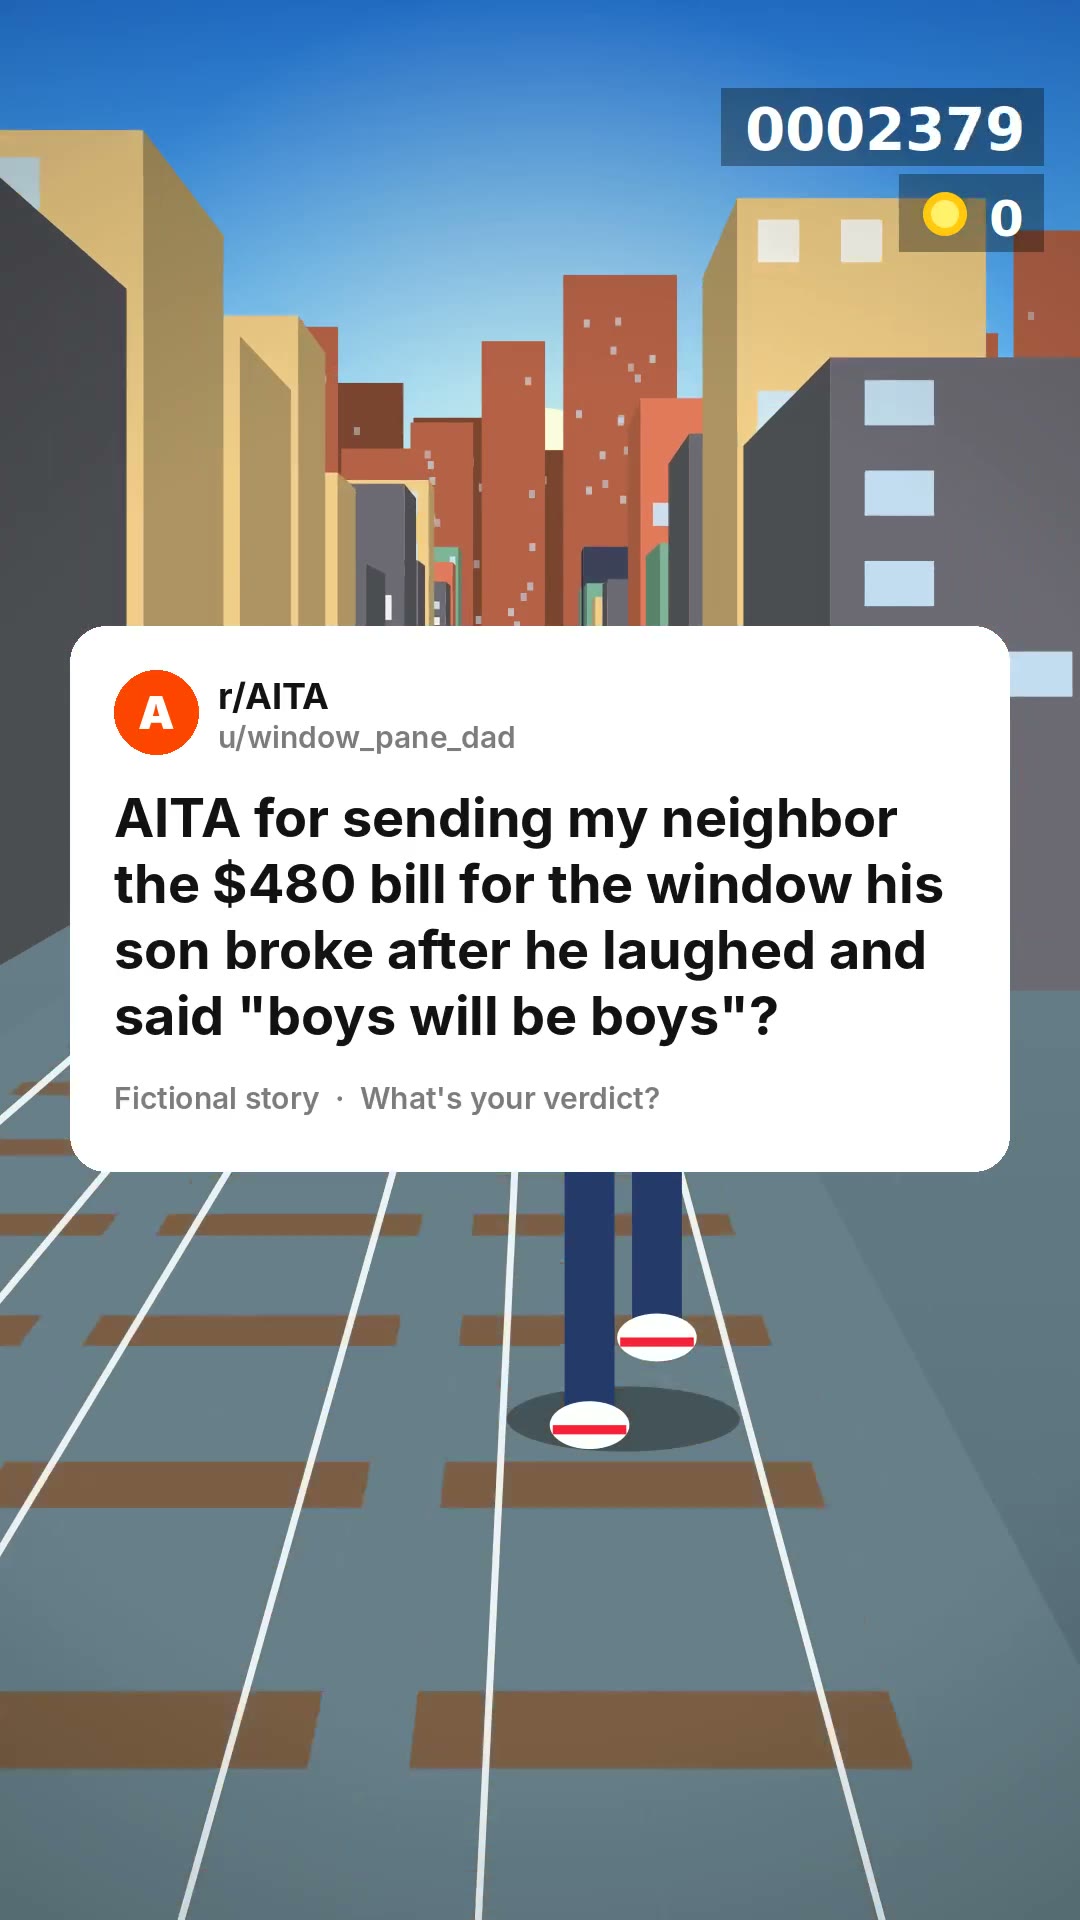 0002379
0
A
r/AITA
u/window_pane_dad
AITA for sending my neighbor
the $480 bill for the window his
son broke after he laughed and
said "boys will be boys"?
Fictional story · What's your verdict?